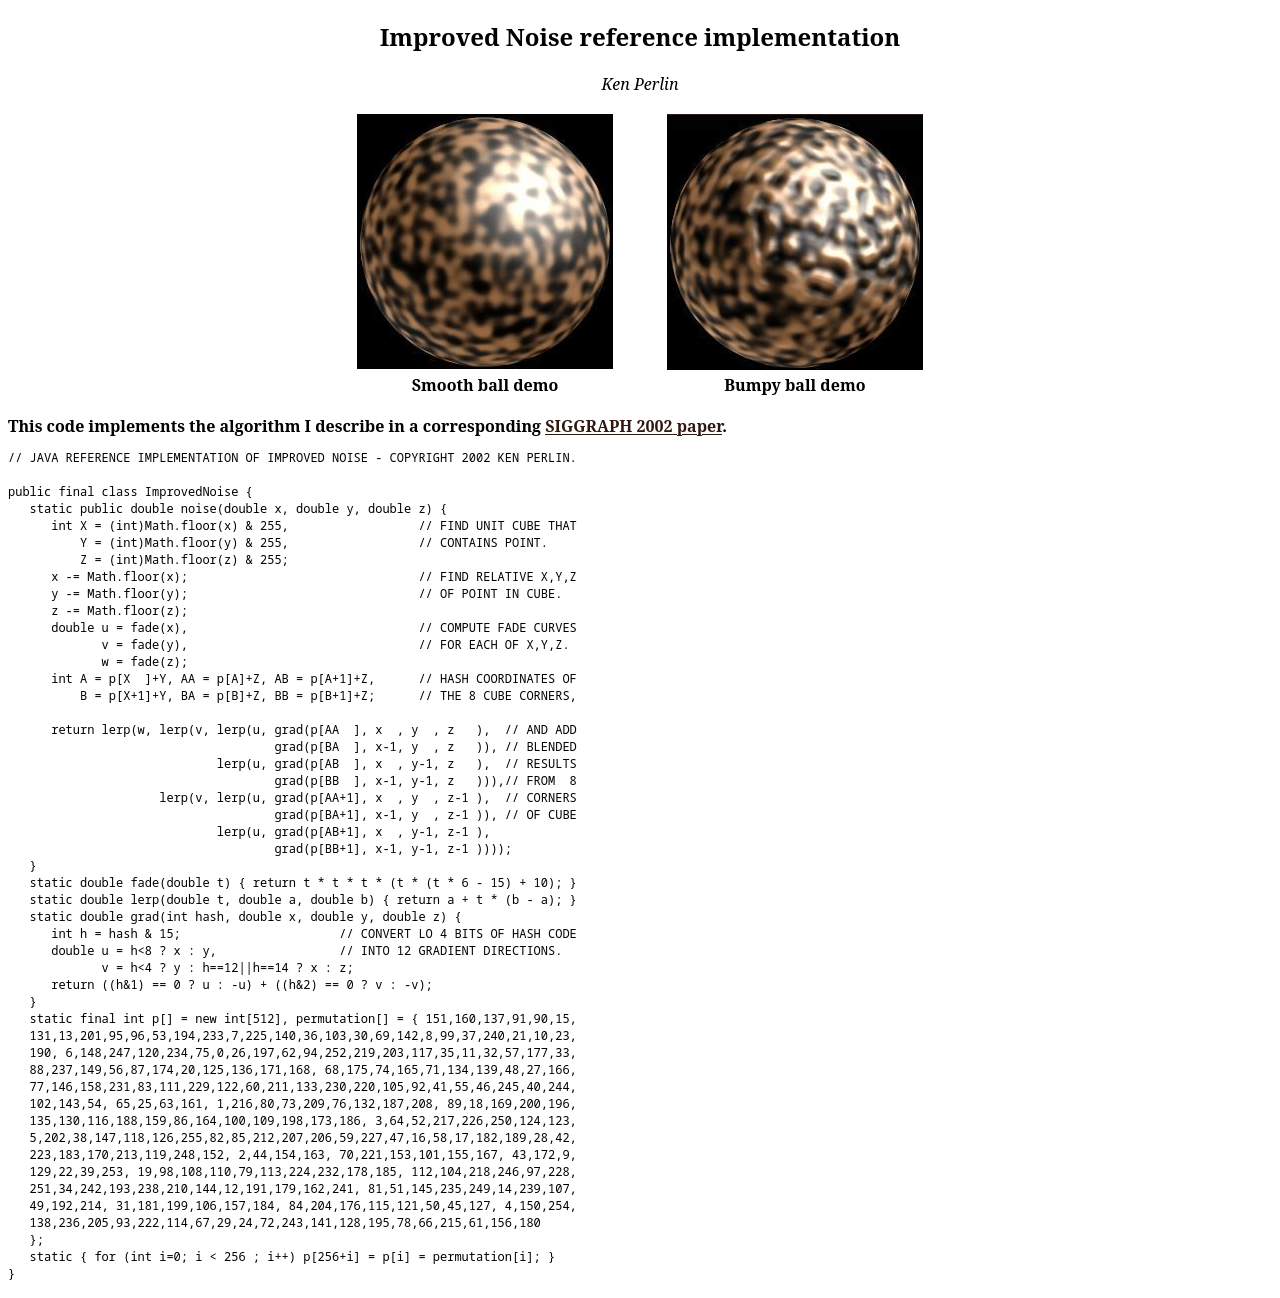 Improved Noise reference implementation
Ken Perlin
Smooth ball demo
Bumpy ball demo
This code implements the algorithm I describe in a corresponding SIGGRAPH 2002 paper.
// JAVA REFERENCE IMPLEMENTATION OF IMPROVED NOISE - COPYRIGHT 2002 KEN PERLIN.
public final class ImprovedNoise {
   static public double noise(double x, double y, double z) {
      int X = (int)Math.floor(x) & 255,                  // FIND UNIT CUBE THAT
          Y = (int)Math.floor(y) & 255,                  // CONTAINS POINT.
          Z = (int)Math.floor(z) & 255;
      x -= Math.floor(x);                                // FIND RELATIVE X,Y,Z
      y -= Math.floor(y);                                // OF POINT IN CUBE.
      z -= Math.floor(z);
      double u = fade(x),                                // COMPUTE FADE CURVES
             v = fade(y),                                // FOR EACH OF X,Y,Z.
             w = fade(z);
      int A = p[X  ]+Y, AA = p[A]+Z, AB = p[A+1]+Z,      // HASH COORDINATES OF
          B = p[X+1]+Y, BA = p[B]+Z, BB = p[B+1]+Z;      // THE 8 CUBE CORNERS,
      return lerp(w, lerp(v, lerp(u, grad(p[AA  ], x  , y  , z   ),  // AND ADD
                                     grad(p[BA  ], x-1, y  , z   )), // BLENDED
                             lerp(u, grad(p[AB  ], x  , y-1, z   ),  // RESULTS
                                     grad(p[BB  ], x-1, y-1, z   ))),// FROM  8
                     lerp(v, lerp(u, grad(p[AA+1], x  , y  , z-1 ),  // CORNERS
                                     grad(p[BA+1], x-1, y  , z-1 )), // OF CUBE
                             lerp(u, grad(p[AB+1], x  , y-1, z-1 ),
                                     grad(p[BB+1], x-1, y-1, z-1 ))));
   }
   static double fade(double t) { return t * t * t * (t * (t * 6 - 15) + 10); }
   static double lerp(double t, double a, double b) { return a + t * (b - a); }
   static double grad(int hash, double x, double y, double z) {
      int h = hash & 15;                      // CONVERT LO 4 BITS OF HASH CODE
      double u = h<8 ? x : y,                 // INTO 12 GRADIENT DIRECTIONS.
             v = h<4 ? y : h==12||h==14 ? x : z;
      return ((h&1) == 0 ? u : -u) + ((h&2) == 0 ? v : -v);
   }
   static final int p[] = new int[512], permutation[] = { 151,160,137,91,90,15,
   131,13,201,95,96,53,194,233,7,225,140,36,103,30,69,142,8,99,37,240,21,10,23,
   190, 6,148,247,120,234,75,0,26,197,62,94,252,219,203,117,35,11,32,57,177,33,
   88,237,149,56,87,174,20,125,136,171,168, 68,175,74,165,71,134,139,48,27,166,
   77,146,158,231,83,111,229,122,60,211,133,230,220,105,92,41,55,46,245,40,244,
   102,143,54, 65,25,63,161, 1,216,80,73,209,76,132,187,208, 89,18,169,200,196,
   135,130,116,188,159,86,164,100,109,198,173,186, 3,64,52,217,226,250,124,123,
   5,202,38,147,118,126,255,82,85,212,207,206,59,227,47,16,58,17,182,189,28,42,
   223,183,170,213,119,248,152, 2,44,154,163, 70,221,153,101,155,167, 43,172,9,
   129,22,39,253, 19,98,108,110,79,113,224,232,178,185, 112,104,218,246,97,228,
   251,34,242,193,238,210,144,12,191,179,162,241, 81,51,145,235,249,14,239,107,
   49,192,214, 31,181,199,106,157,184, 84,204,176,115,121,50,45,127, 4,150,254,
   138,236,205,93,222,114,67,29,24,72,243,141,128,195,78,66,215,61,156,180
   };
   static { for (int i=0; i < 256 ; i++) p[256+i] = p[i] = permutation[i]; }
}